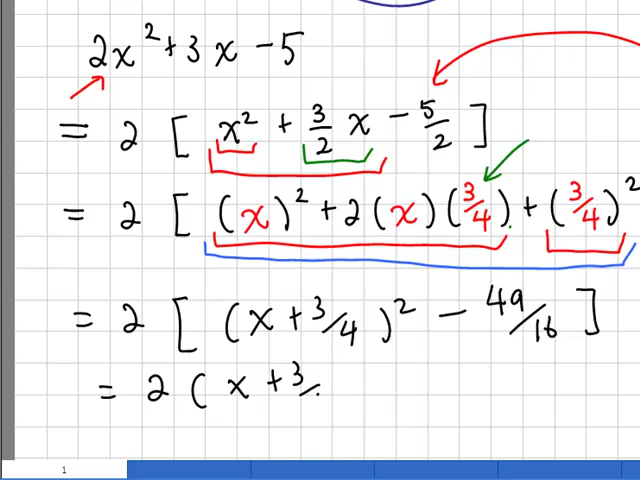 2x² + 3x - 5
= 2 [ x² + 3/2 x - 5/2 ]
= 2 [ (x)² + 2(x)(3/4) + (3/4)²
= 2 [ (x + 3/4)² - 49/16 ]
= 2 ( x + 3/
1